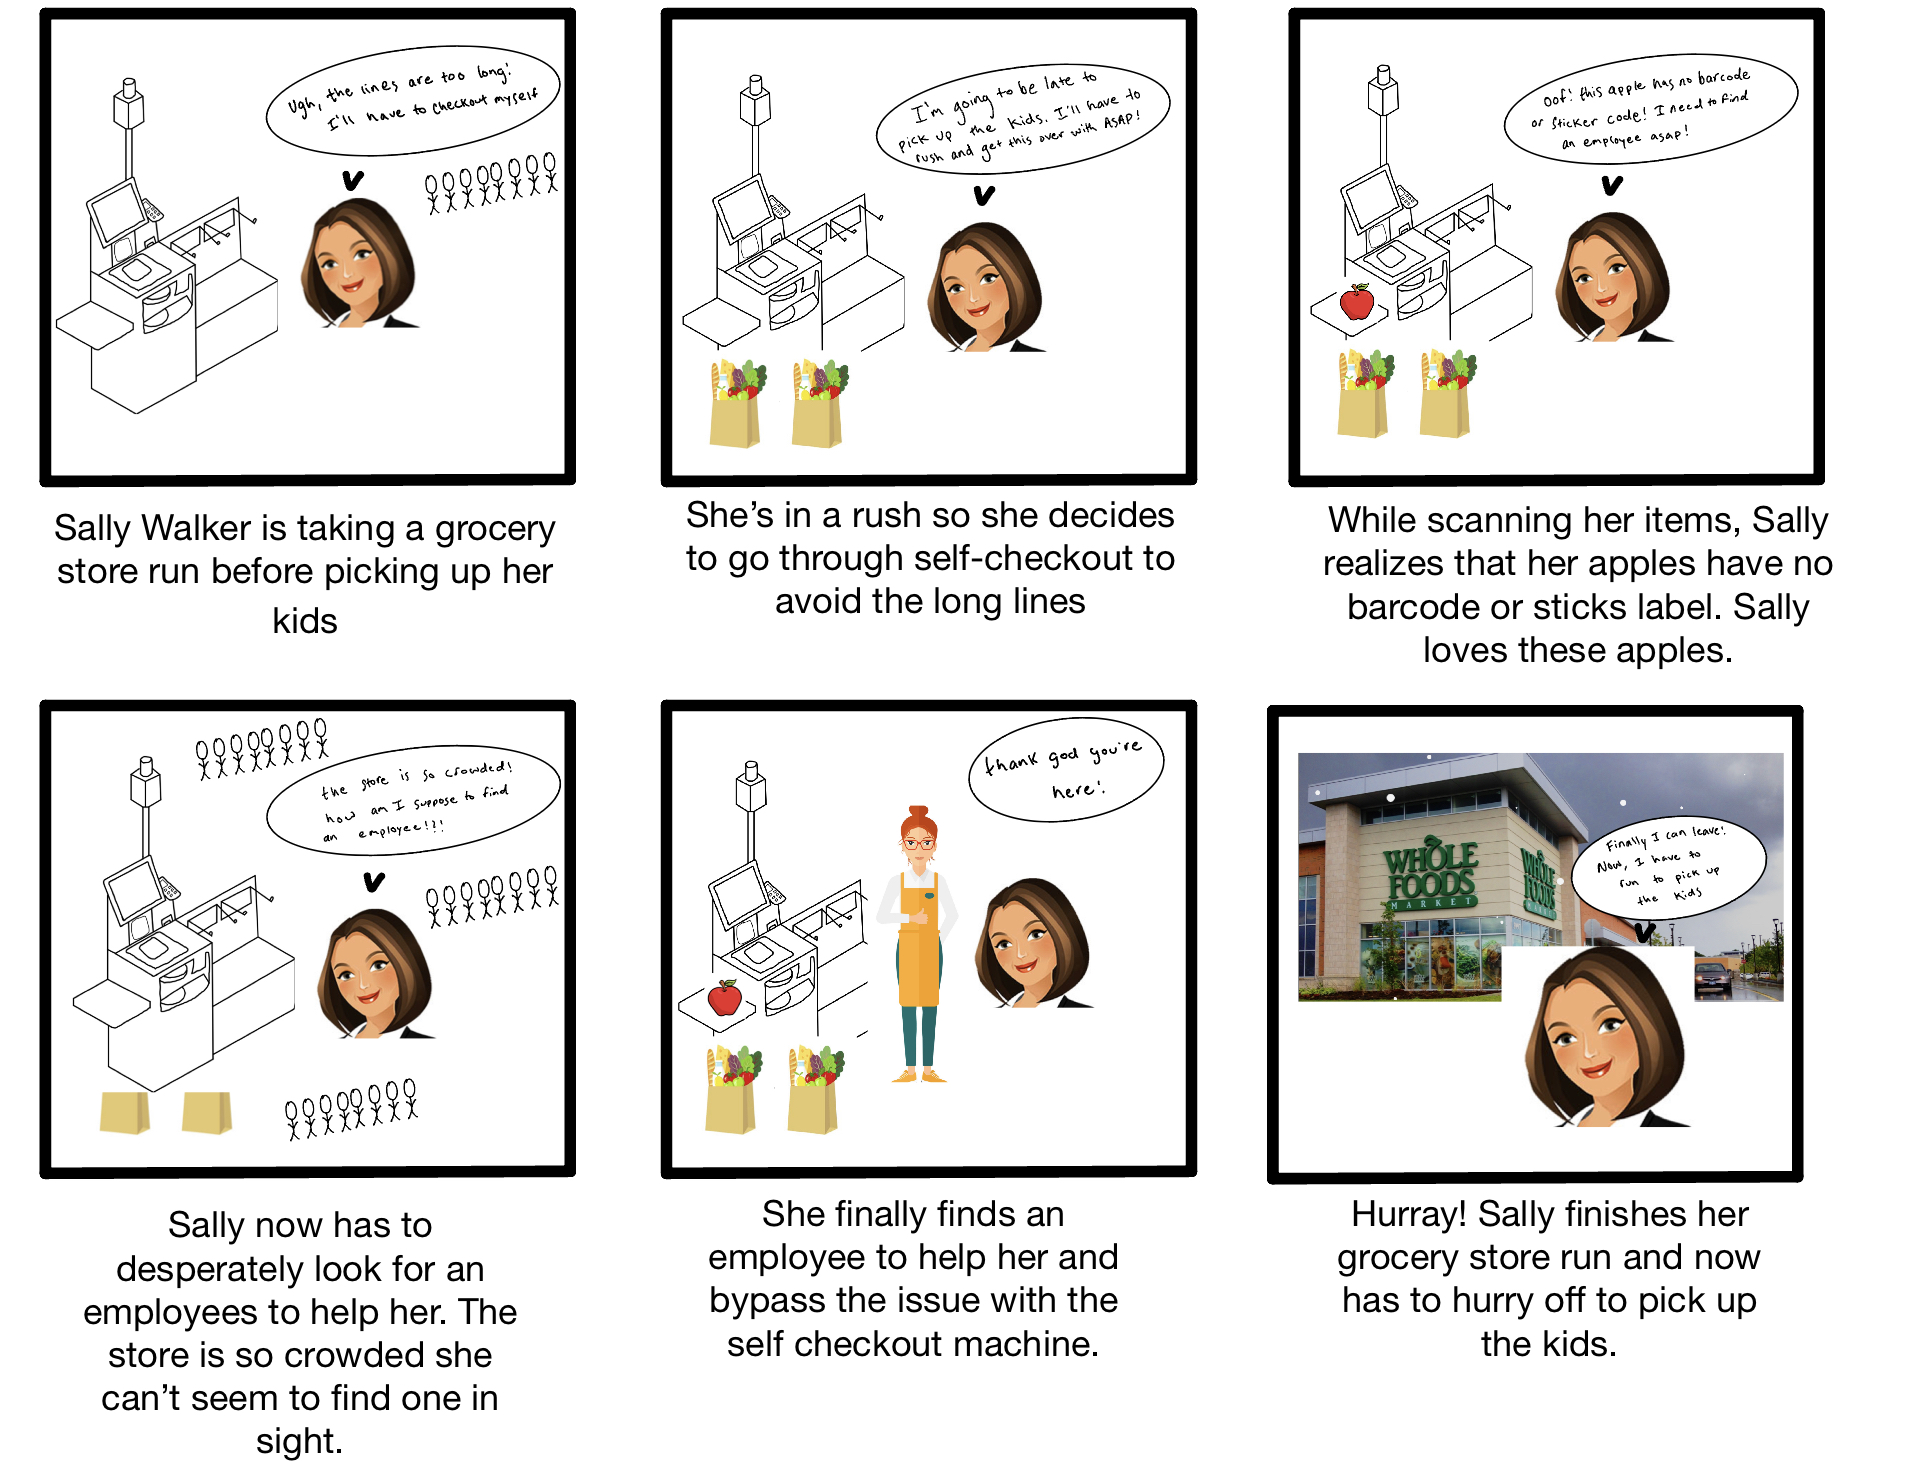 Ugh, the lines are too long!
I'll have to checkout myself
Sally Walker is taking a grocery
store run before picking up her
kids
I'm going to be late to
pick up the kids. I'll have to
rush and get this over with ASAP!
She's in a rush so she decides
to go through self-checkout to
avoid the long lines
oof! this apple has no barcode
or sticker code! I need to find
an employee asap!
While scanning her items, Sally
realizes that her apples have no
barcode or sticks label. Sally
loves these apples.
the store is so crowded!
how am I suppose to find
an employee!?!
Sally now has to
desperately look for an
employees to help her. The
store is so crowded she
can't seem to find one in
sight.
thank god you're
here!
She finally finds an
employee to help her and
bypass the issue with the
self checkout machine.
WHOLE
FOODS
MARKET
WHOLE
FOODS
MARKET
Finally I can leave!
Now, I have to
run to pick up
the kids
Hurray! Sally finishes her
grocery store run and now
has to hurry off to pick up
the kids.